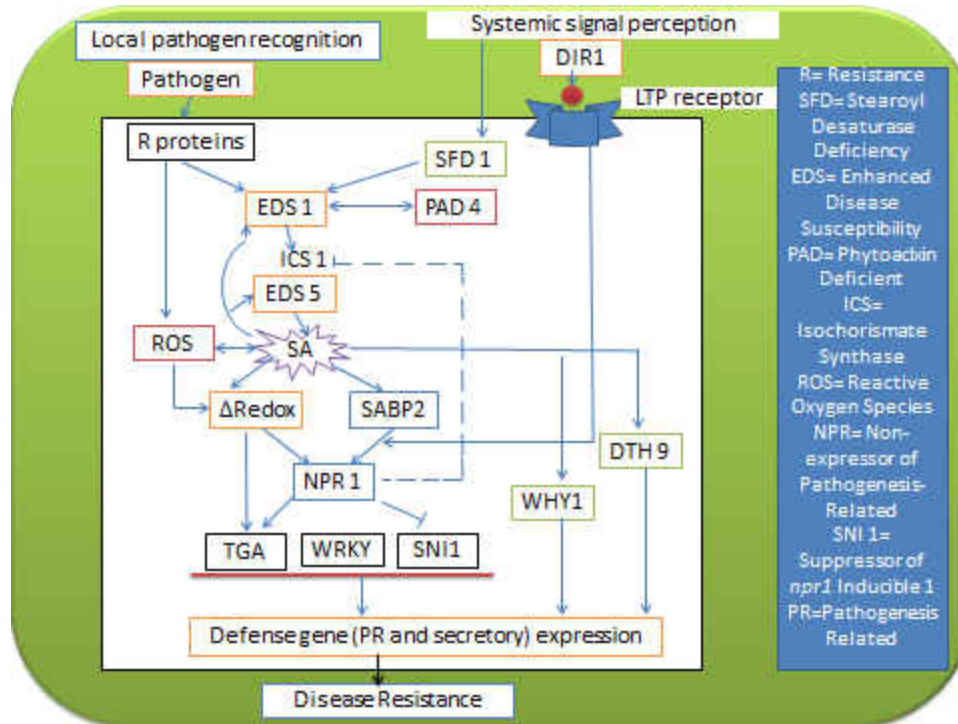 Systemic signal perception
Local pathogen recognition
DIR1
Pathogen
LTP receptor
R proteins
SFD 1
EDS 1
PAD 4
ICS 1
EDS 5
ROS
SA
ΔRedox
SABP2
DTH 9
NPR 1
WHY1
TGA
WRKY
SNI1
Defense gene (PR and secretory) expression
Disease Resistance
R= Resistance
SFD= Stearoyl
Desaturase
Deficiency
EDS= Enhanced
Disease
Susceptibility
PAD= Phytoaclxin
Deficient
ICS=
Isochorismate
Synthase
ROS= Reactive
Oxygen Species
NPR= Non-
expressor of
Pathogenesis-
Related
SNI 1=
Suppressor of
npr1 Inducible 1
PR=Pathogenesis
Related